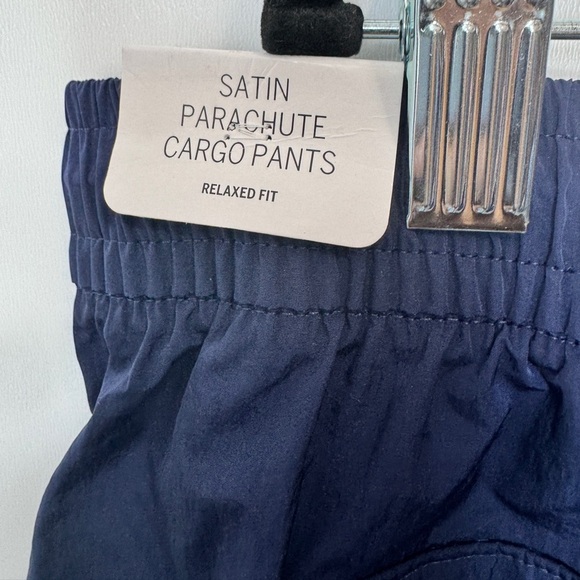 SATIN
PARACHUTE
CARGO PANTS
RELAXED FIT